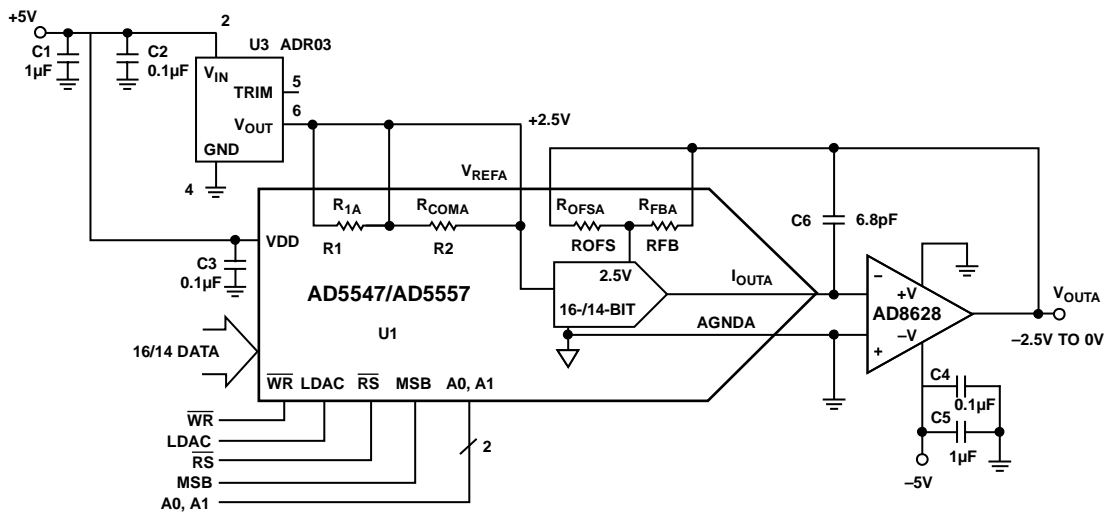 +5V
2
U3 ADR03
C1
1µF
C2
0.1µF
VIN
TRIM
5
VOUT
6
GND
4
+2.5V
VREFA
R1A
RCOMA
ROFSA
RFBA
R1
R2
ROFS
RFB
C6
6.8pF
VDD
C3
0.1µF
2.5V
16-/14-BIT
IOUTA
AD5547/AD5557
U1
AGNDA
−
+V
AD8628
−V
+
VOUTA
−2.5V TO 0V
16/14 DATA
WR LDAC RS MSB A0, A1
C4
0.1µF
C5
1µF
−5V
WR
LDAC
RS
MSB
A0, A1
2